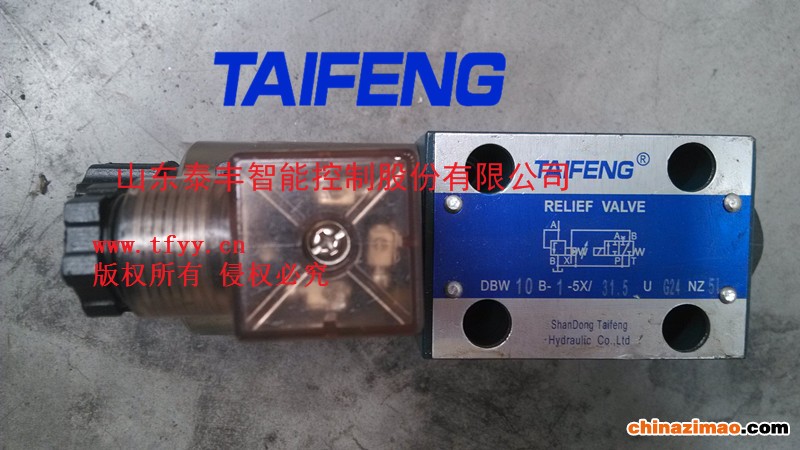 TAIFENG
山东泰丰智能控制股份有限公司
www.tfyy.cn
版权所有 侵权必究
TAIFENG®
RELIEF VALVE
A
A B
B X
P T
W
DBW 10 B-1-5X/ 31.5 U G24 NZ 5L
ShanDong Taifeng
Hydraulic Co.,Ltd
chinazimao.com